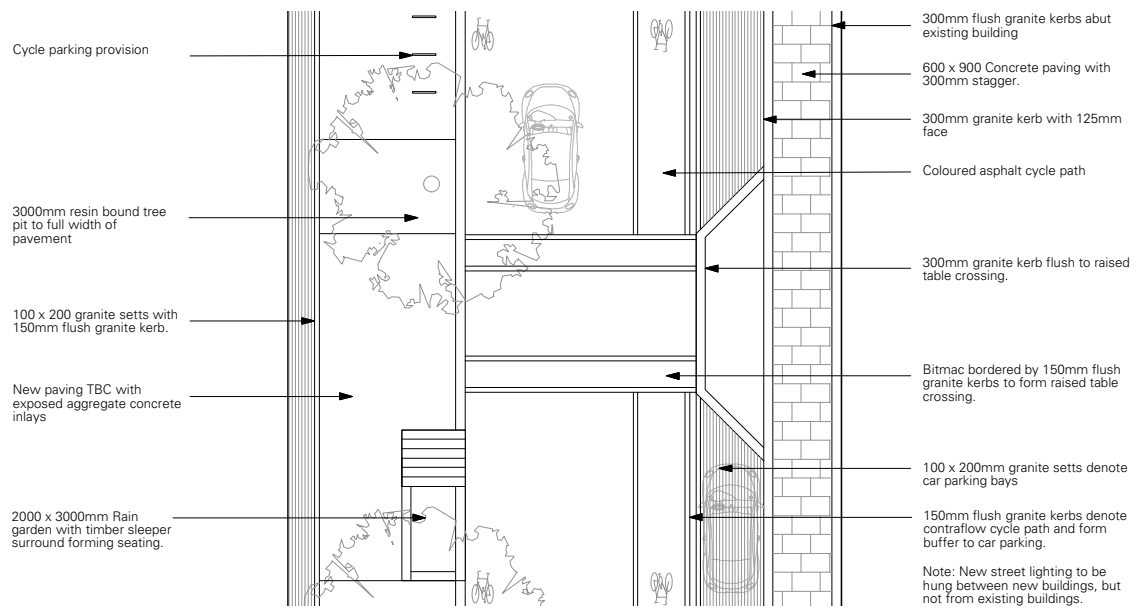 Cycle parking provision
3000mm resin bound tree
pit to full width of
pavement
100 x 200 granite setts with
150mm flush granite kerb.
New paving TBC with
exposed aggregate concrete
inlays
2000 x 3000mm Rain
garden with timber sleeper
surround forming seating.
300mm flush granite kerbs abut
existing building
600 x 900 Concrete paving with
300mm stagger.
300mm granite kerb with 125mm
face
Coloured asphalt cycle path
300mm granite kerb flush to raised
table crossing.
Bitmac bordered by 150mm flush
granite kerbs to form raised table
crossing.
100 x 200mm granite setts denote
car parking bays
150mm flush granite kerbs denote
contraflow cycle path and form
buffer to car parking.
Note: New street lighting to be
hung between new buildings, but
not from existing buildings.